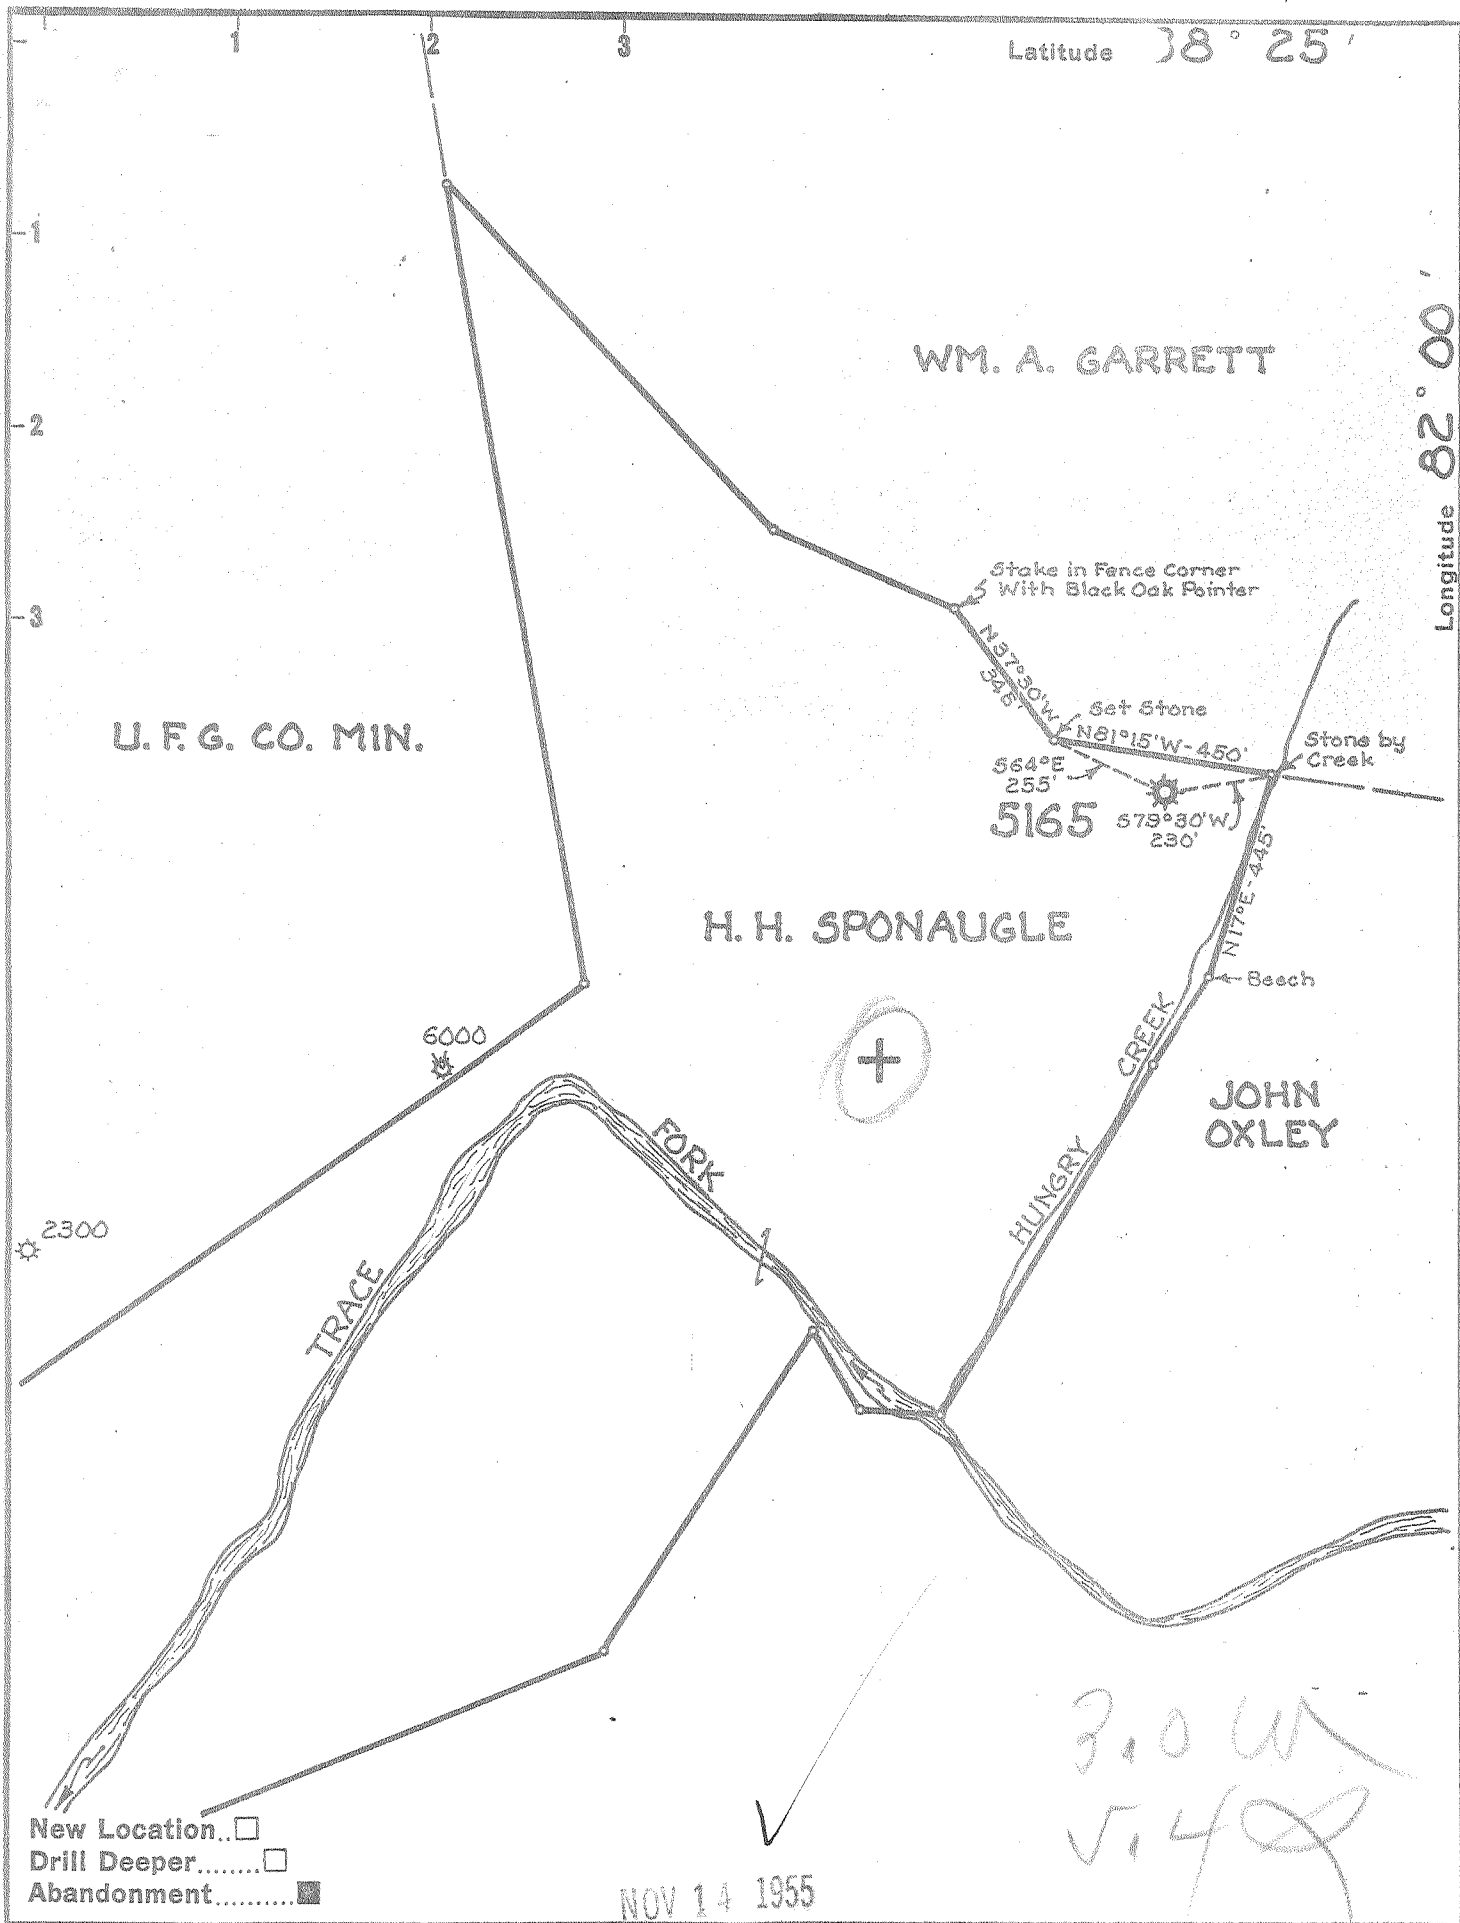 1 2 3
Latitude 38° 25'
1
2
3
Longitude 82° 00'
WM. A. GARRETT
Stake in Fence Corner
With Black Oak Pointer
N37°30'W
346'
Set Stone
N81°15'W-450'
Stone by
Creek
S64°E
255'
5165
S79°30'W
230'
N17°E-445'
U.F.G. CO. MIN.
H. H. SPONAUGLE
Beech
6000
+
HUNGRY CREEK
JOHN
OXLEY
TRACE FORK
2300
3.0 W
New Location..
Drill Deeper........
Abandonment..........
NOV 14 1955